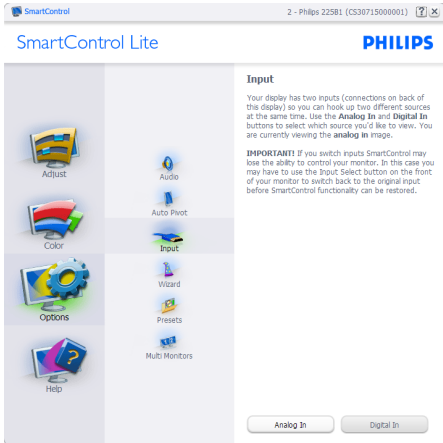 SmartControl
2 - Philips 225B1 (CS30715000001) ? X
SmartControl Lite
PHILIPS
Input
Your display has two inputs (connections on back of
this display) so you can hook up two different sources
at the same time. Use the Analog In and Digital In
buttons to select which source you'd like to view. You
are currently viewing the analog in image.
IMPORTANT! If you switch inputs SmartControl may
lose the ability to control your monitor. In this case you
may have to use the Input Select button on the front
of your monitor to switch back to the original input
before SmartControl functionality can be restored.
Adjust
Color
Options
Help
Audio
Auto Pivot
Input
Wizard
Presets
Multi Monitors
Analog In
Digital In